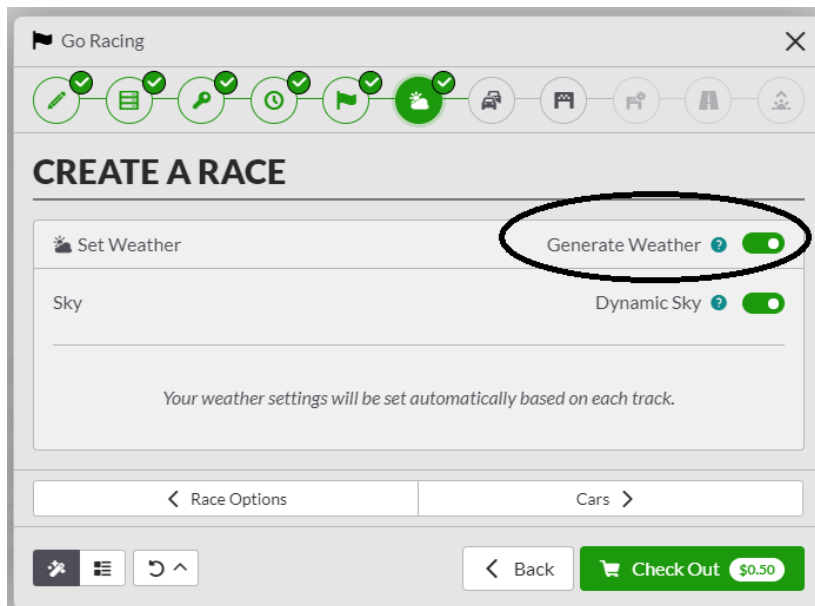 Go Racing
CREATE A RACE
Set Weather
Generate Weather ?
Sky
Dynamic Sky ?
Your weather settings will be set automatically based on each track.
Race Options
Cars
Back
Check Out $0.50